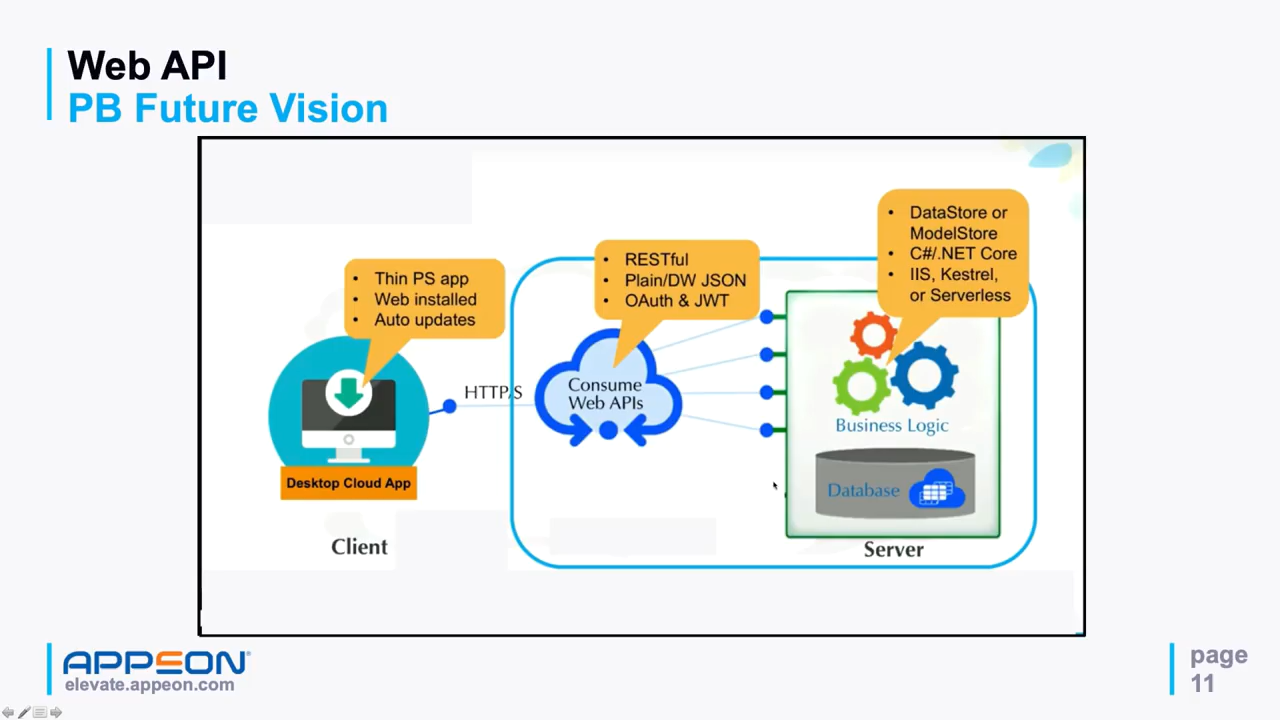 Web API
PB Future Vision
• Thin PS app
• Web installed
• Auto updates
• RESTful
• Plain/DW JSON
• OAuth & JWT
• DataStore or
ModelStore
• C#/.NET Core
• IIS, Kestrel,
or Serverless
HTTP/S
Consume
Web APIs
Business Logic
Database
Desktop Cloud App
Client
Server
APPEON®
elevate.appeon.com
page
11